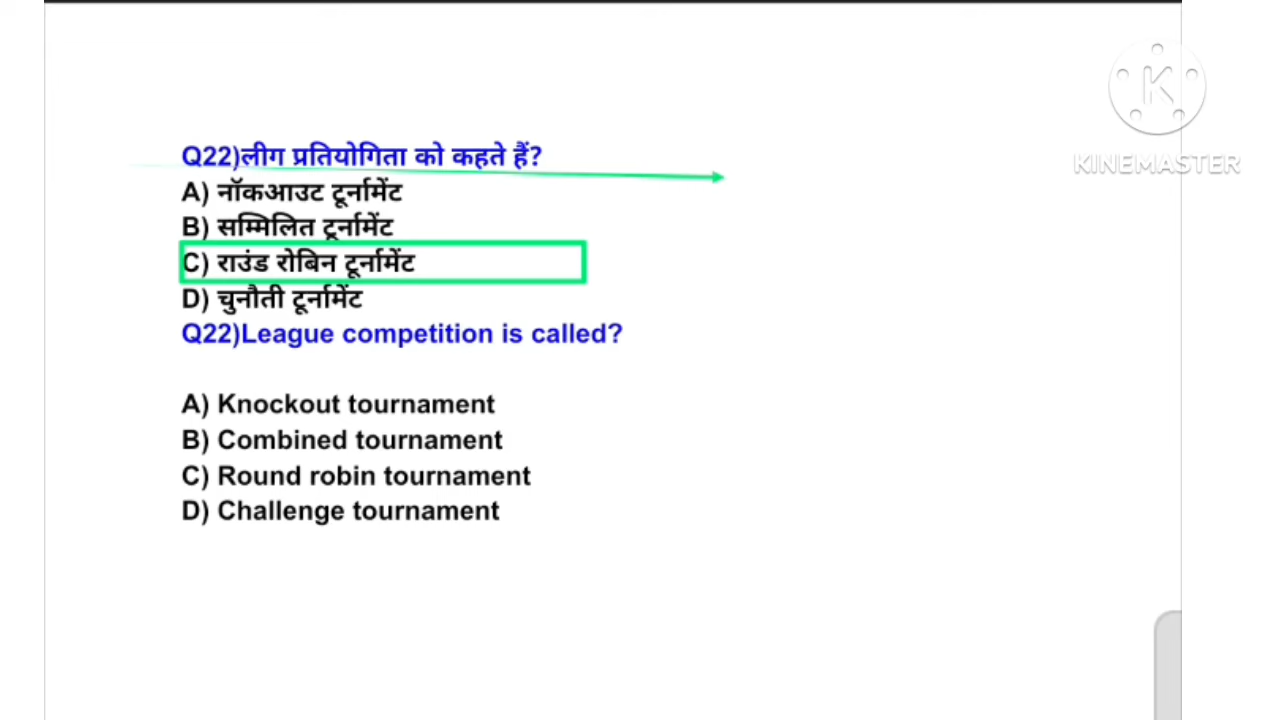 KINEMASTER
Q22)लीग प्रतियोगिता को कहते हैं?
A) नॉकआउट टूर्नामेंट
B) सम्मिलित टूर्नामेंट
C) राउंड रोबिन टूर्नामेंट
D) चुनौती टूर्नामेंट
Q22)League competition is called?
A) Knockout tournament
B) Combined tournament
C) Round robin tournament
D) Challenge tournament